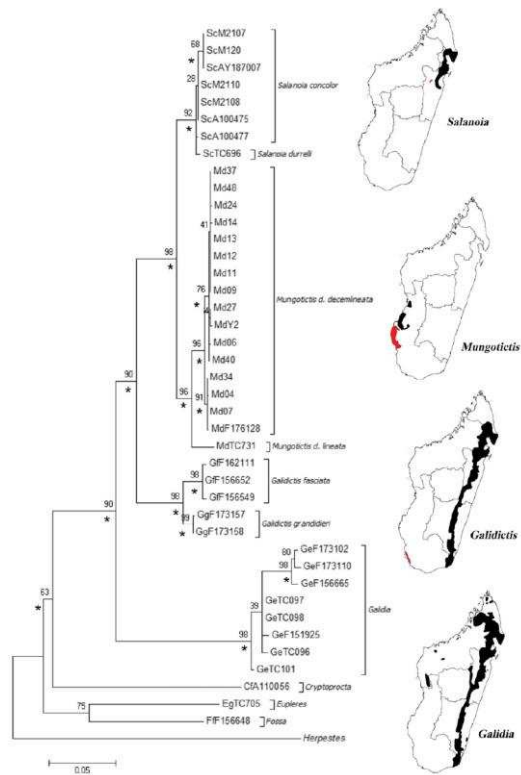 68
ScM2107
ScM120
ScAY187007
28
ScM2110
ScM2108
92
ScA100475
ScA100477
Salanoia concolor
ScTC696
Salanoia durrelli
Md37
Md48
Md24
Md14
41
Md13
Md12
Md11
76
Md09
Md27
4
MdY2
Md06
Md40
96
Md34
91
Md04
Md07
MdF176128
Mungotictis d. decemlineata
98
96
MdTC731
Mungotictis d. lineata
90
GfF162111
98
GfF156652
GfF156549
Galidictis fasciata
98
99
GgF173157
GgF173158
Galidictis grandidieri
90
80
GeF173102
98
GeF173110
GeF156665
39
GeTC097
GeTC098
98
GeF151925
GeTC096
GeTC101
Galidia
63
CfA110056
Cryptoprocta
EgTC705
Eupleres
75
FfF156648
Fossa
Herpestes
0.05
Salanoia
Mungotictis
Galidictis
Galidia